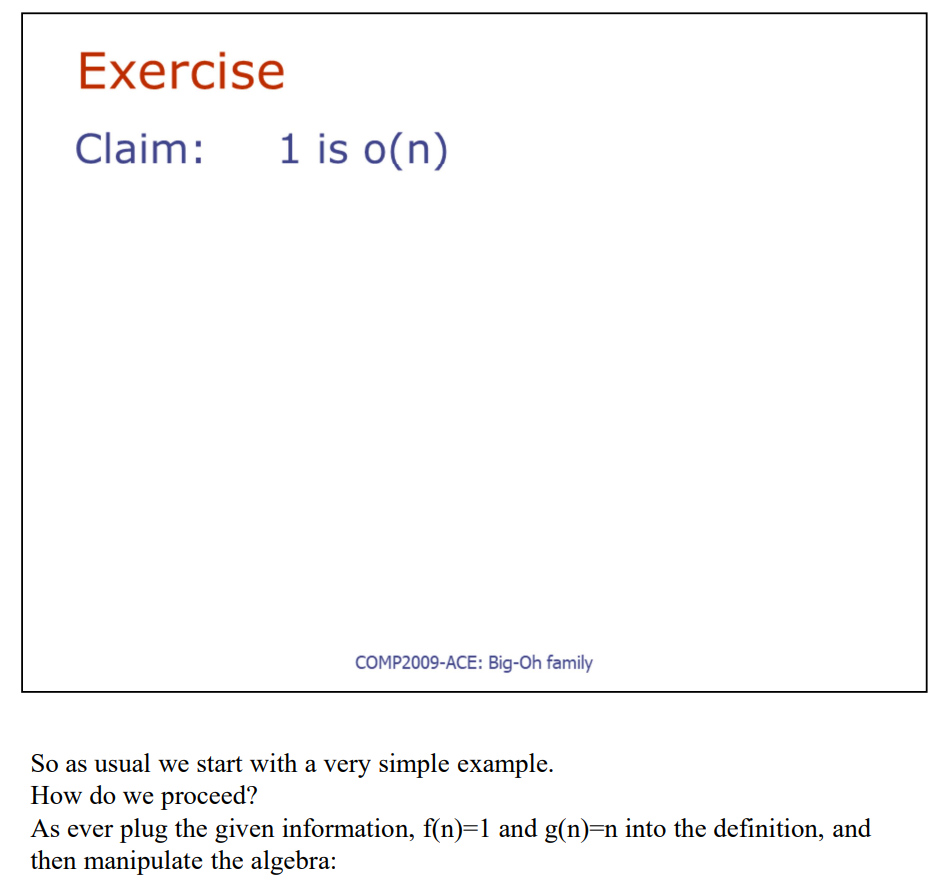 Exercise
Claim: 1 is o(n)
COMP2009-ACE: Big-Oh family
So as usual we start with a very simple example.
How do we proceed?
As ever plug the given information, f(n)=1 and g(n)=n into the definition, and
then manipulate the algebra: